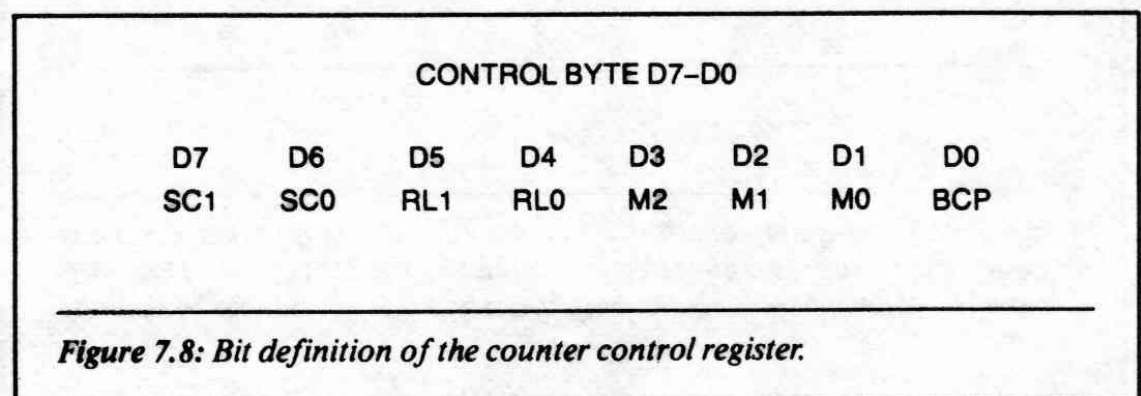 CONTROL BYTE D7–D0
D7 D6 D5 D4 D3 D2 D1 D0
SC1 SC0 RL1 RL0 M2 M1 M0 BCP
Figure 7.8: Bit definition of the counter control register.